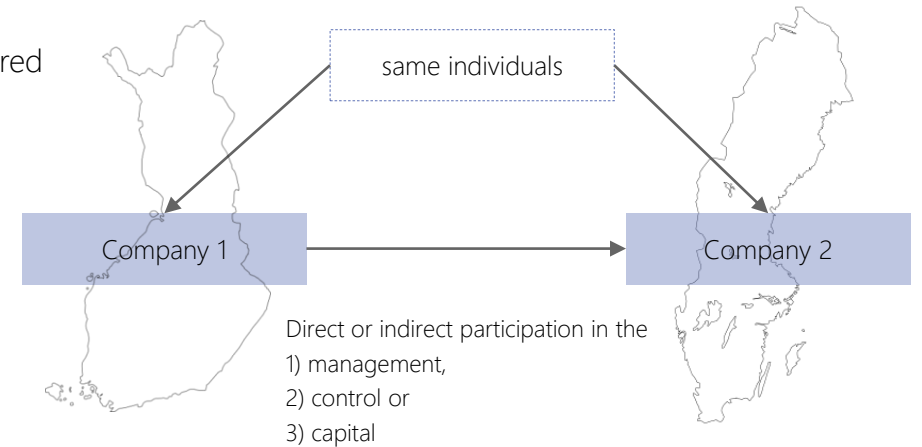 red
same individuals
Company 1
Company 2
Direct or indirect participation in the
1) management,
2) control or
3) capital